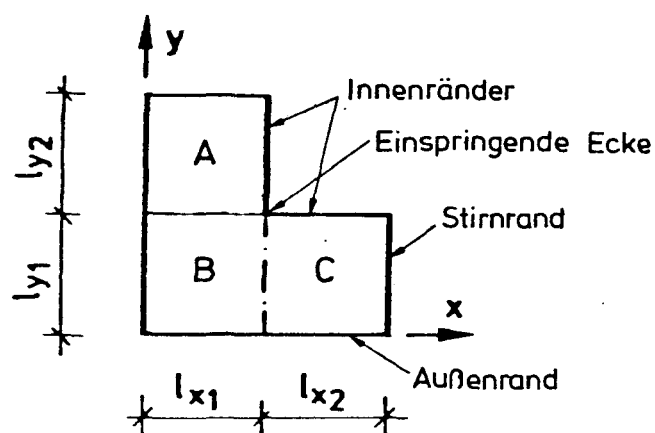 y
Innenränder
A
Einspringende Ecke
ly2
Stirnrand
B
C
ly1
x
Außenrand
lx1
lx2